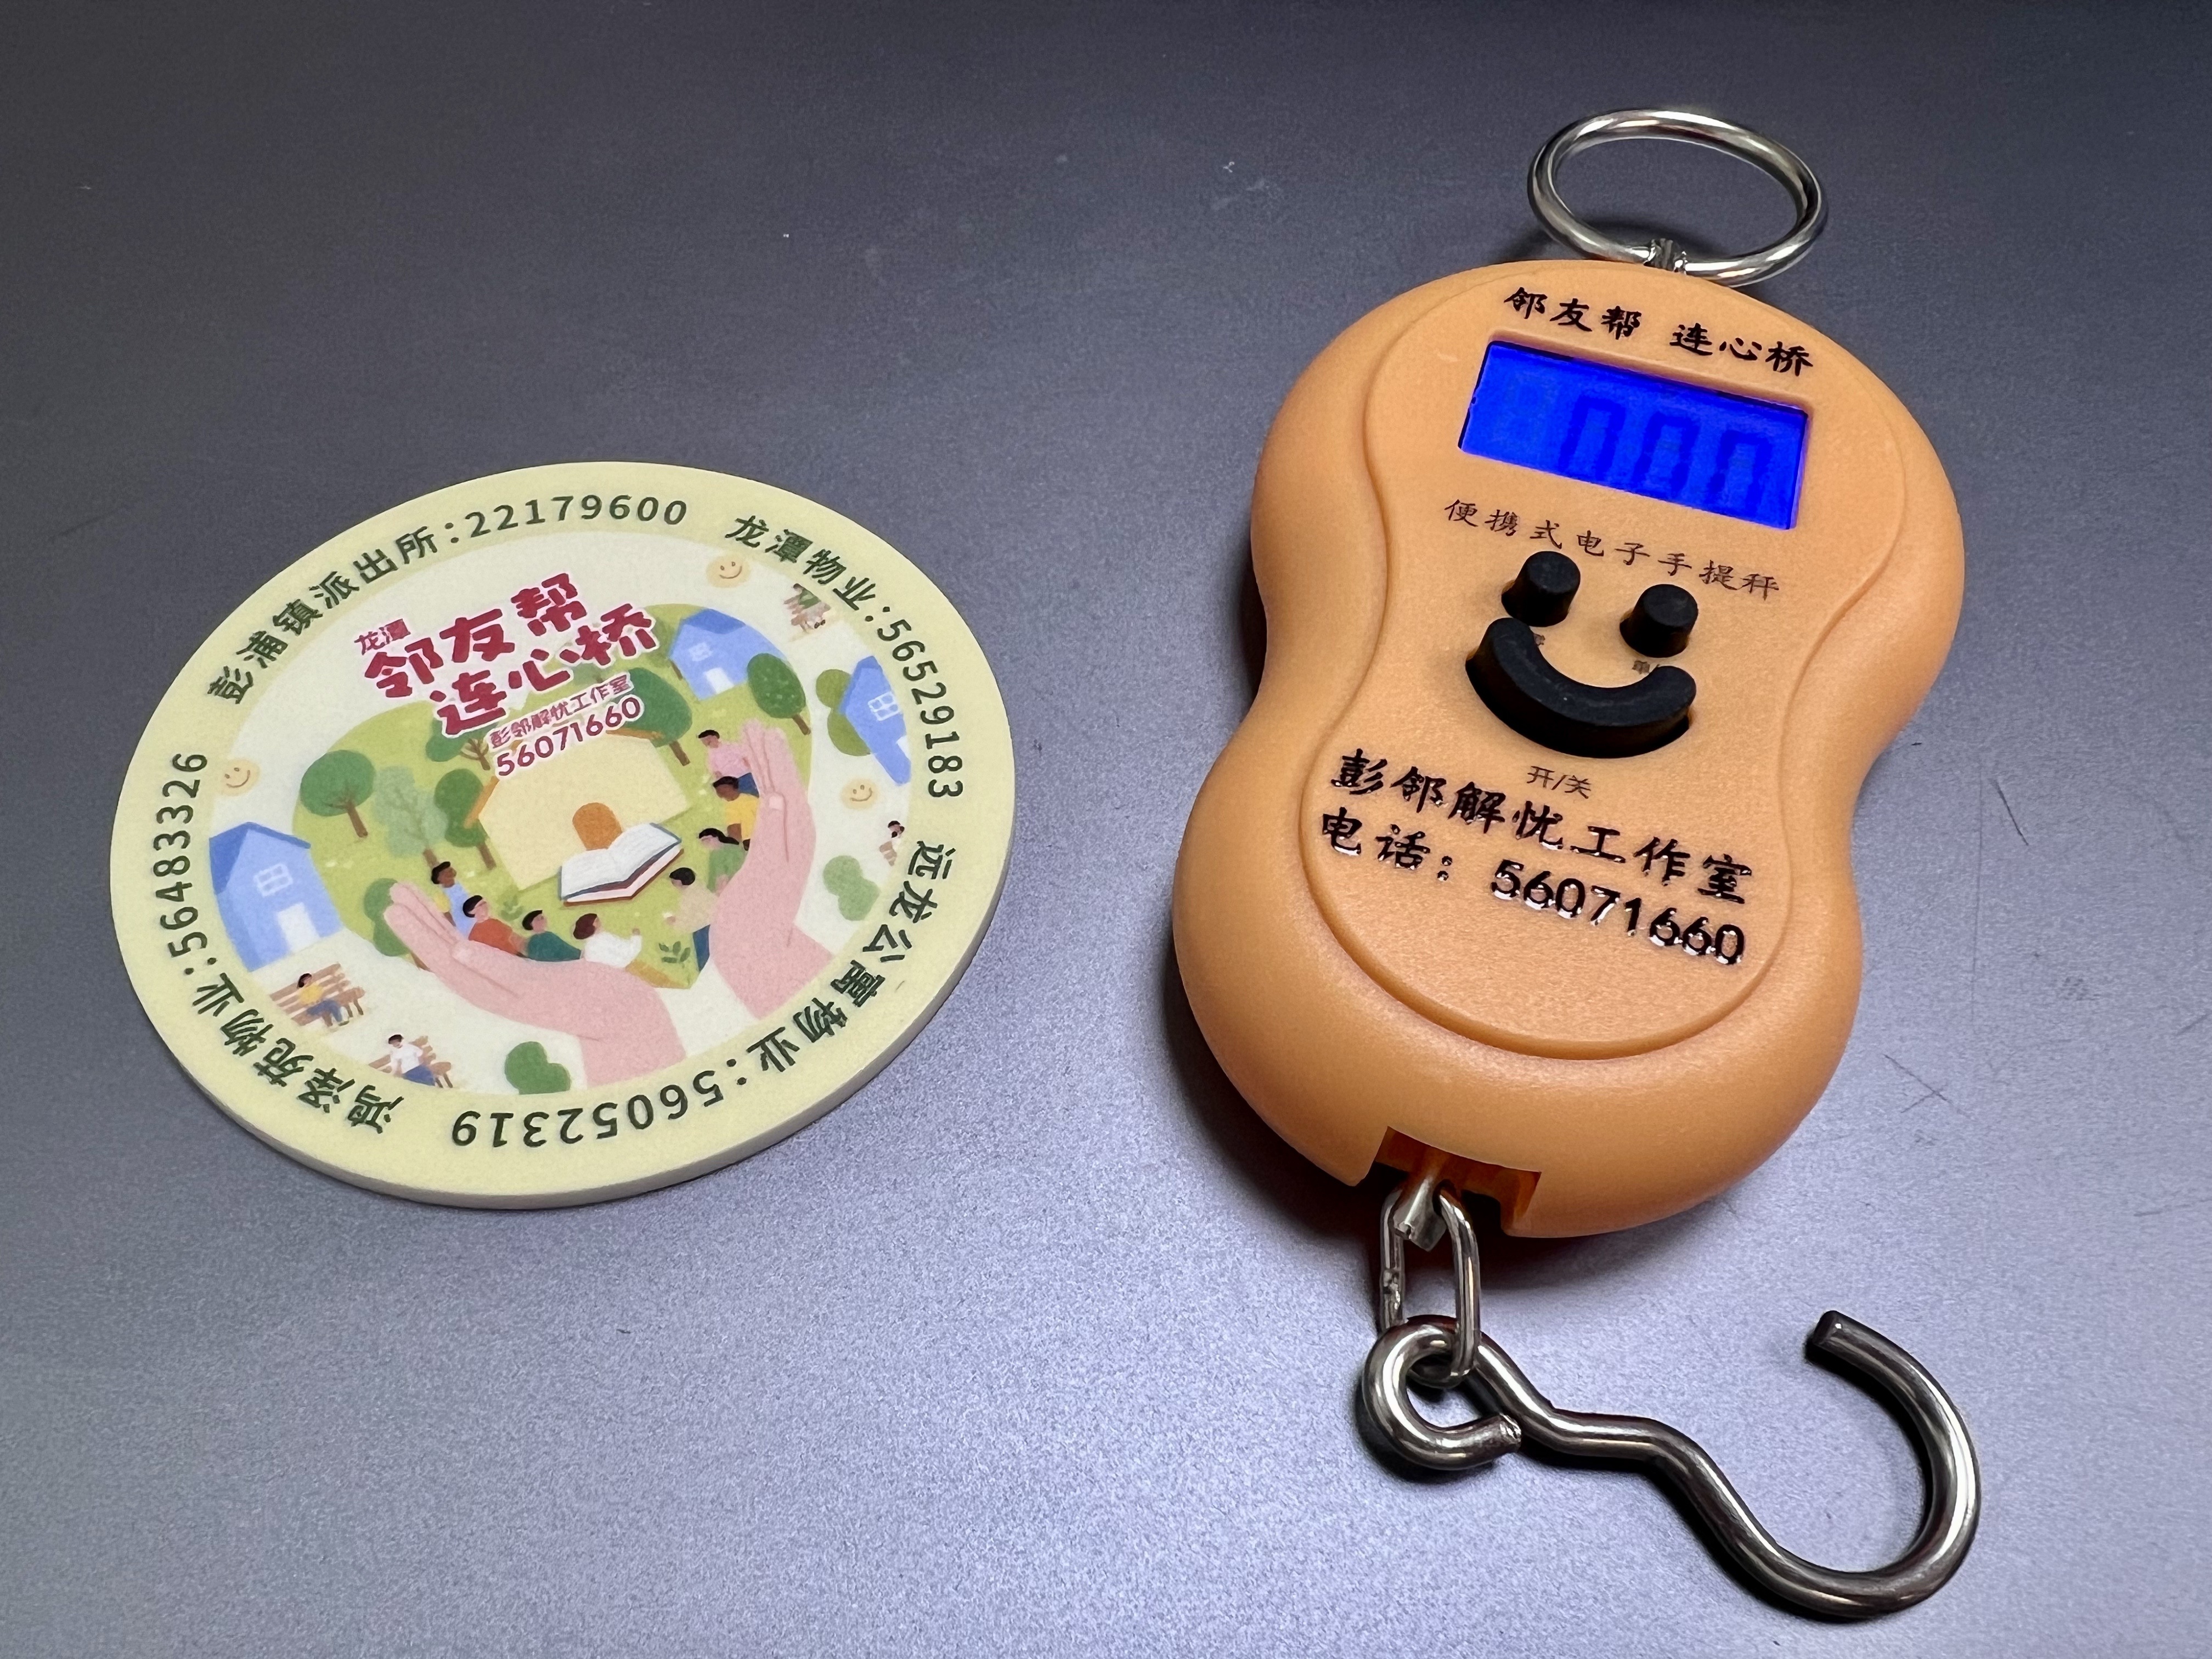 彭浦镇派出所:22179600
龙潭物业:56529183
远龙公寓物业:56052319
鸿泽苑物业:56483326
龙潭
邻友帮
连心桥
彭邻解忧工作室
56071660
邻友帮 连心桥
000
便携式电子手提秤
开/关
彭邻解忧工作室
电话：56071660